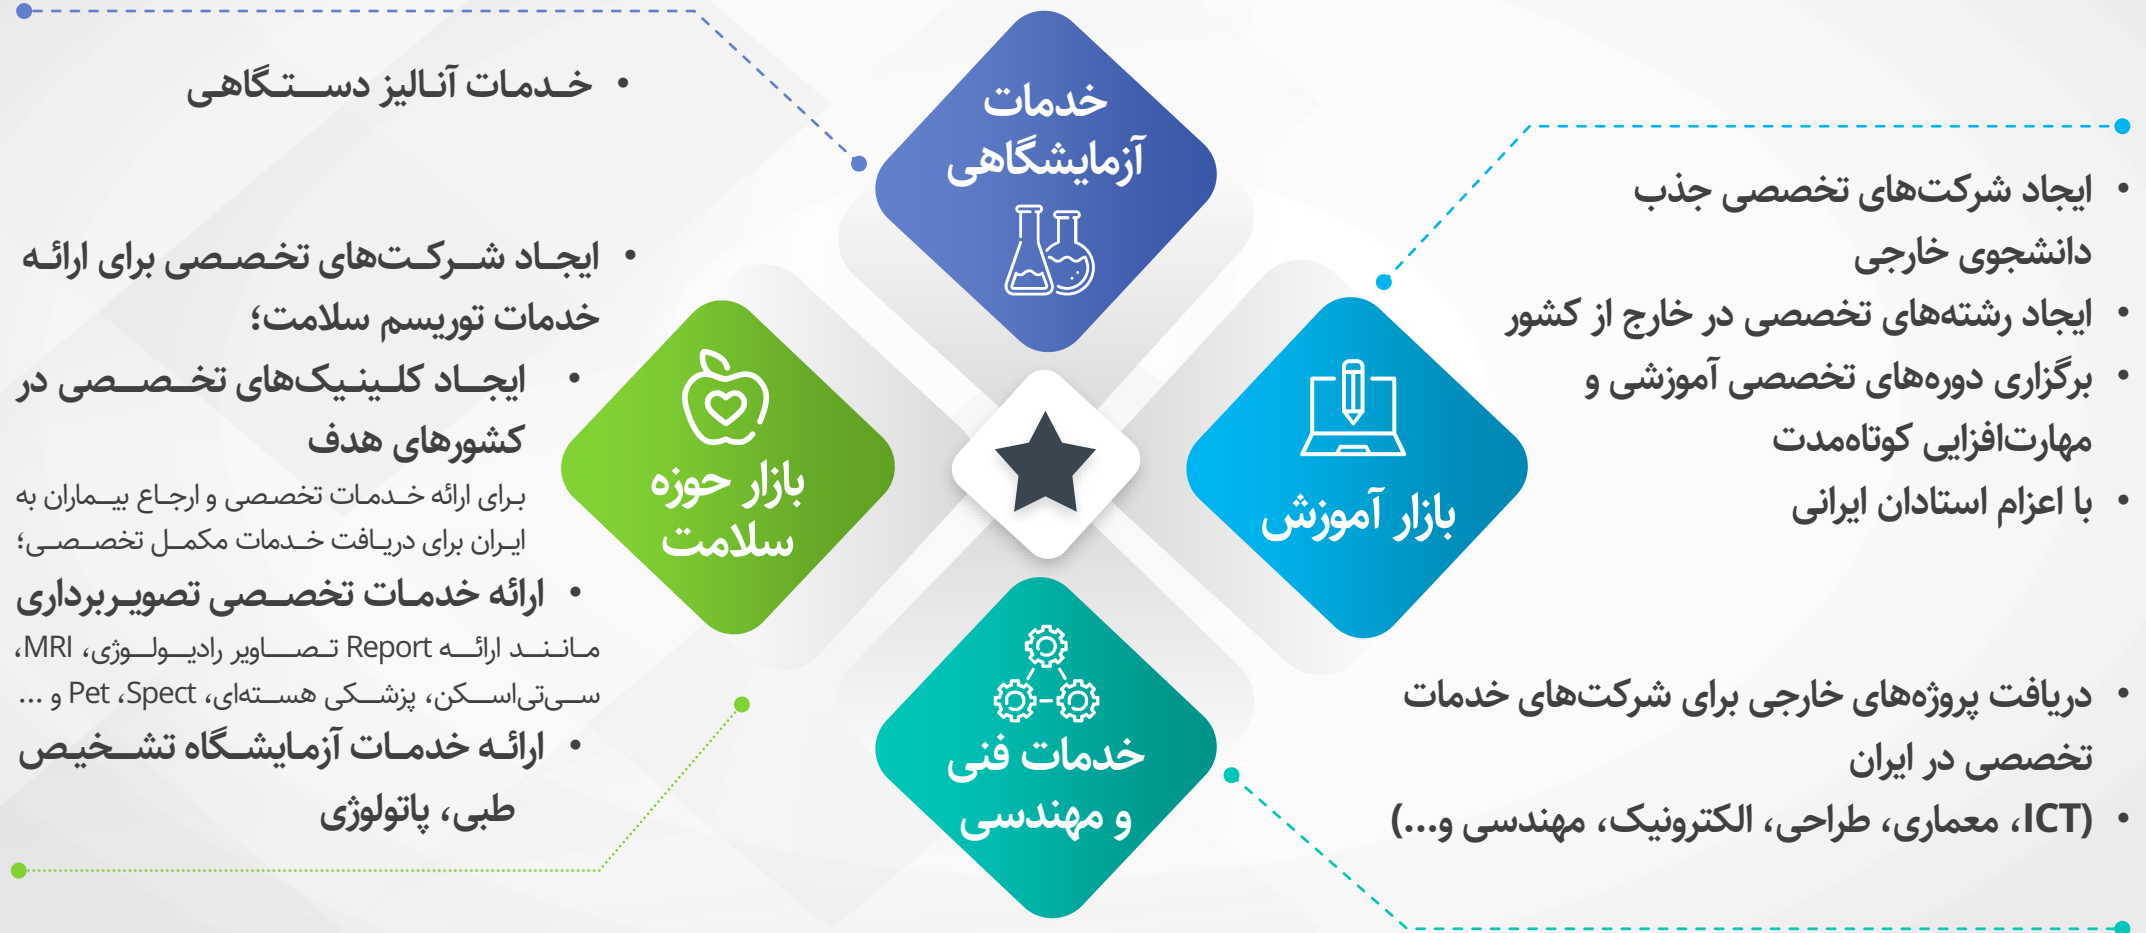 خدمات
آزمایشگاهی
• خدمات آنالیز دستگاهی
بازار آموزش
• ایجاد شرکت‌های تخصصی جذب
دانشجوی خارجی
• ایجاد رشته‌های تخصصی در خارج از کشور
• برگزاری دوره‌های تخصصی آموزشی و
مهارت‌افزایی کوتاه‌مدت
• با اعزام استادان ایرانی
بازار حوزه
سلامت
• ایجاد شرکت‌های تخصصی برای ارائه
خدمات توریسم سلامت؛
• ایجاد کلینیک‌های تخصصی در
کشورهای هدف
برای ارائه خدمات تخصصی و ارجاع بیماران به
ایران برای دریافت خدمات مکمل تخصصی؛
• ارائه خدمات تخصصی تصویربرداری
مانند ارائه Report تصاویر رادیولوژی، MRI،
سی‌تی‌اسکن، پزشکی هسته‌ای، Pet ،Spect و ...
• ارائه خدمات آزمایشگاه تشخیص
طبی، پاتولوژی
خدمات فنی
و مهندسی
• دریافت پروژه‌های خارجی برای شرکت‌های خدمات
تخصصی در ایران
• (ICT، معماری، طراحی، الکترونیک، مهندسی و...)